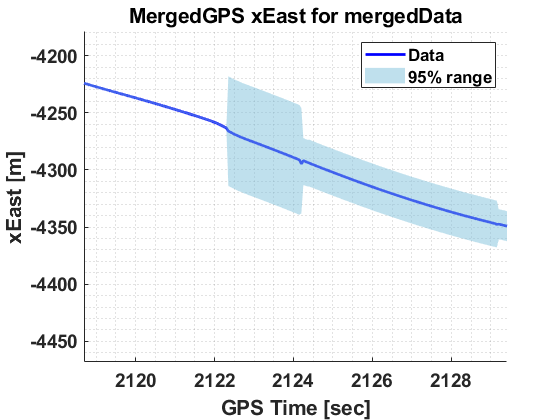 MergedGPS xEast for mergedData
Data
95% range
-4200
-4250
-4300
-4350
-4400
-4450
xEast [m]
2120 2122 2124 2126 2128
GPS Time [sec]